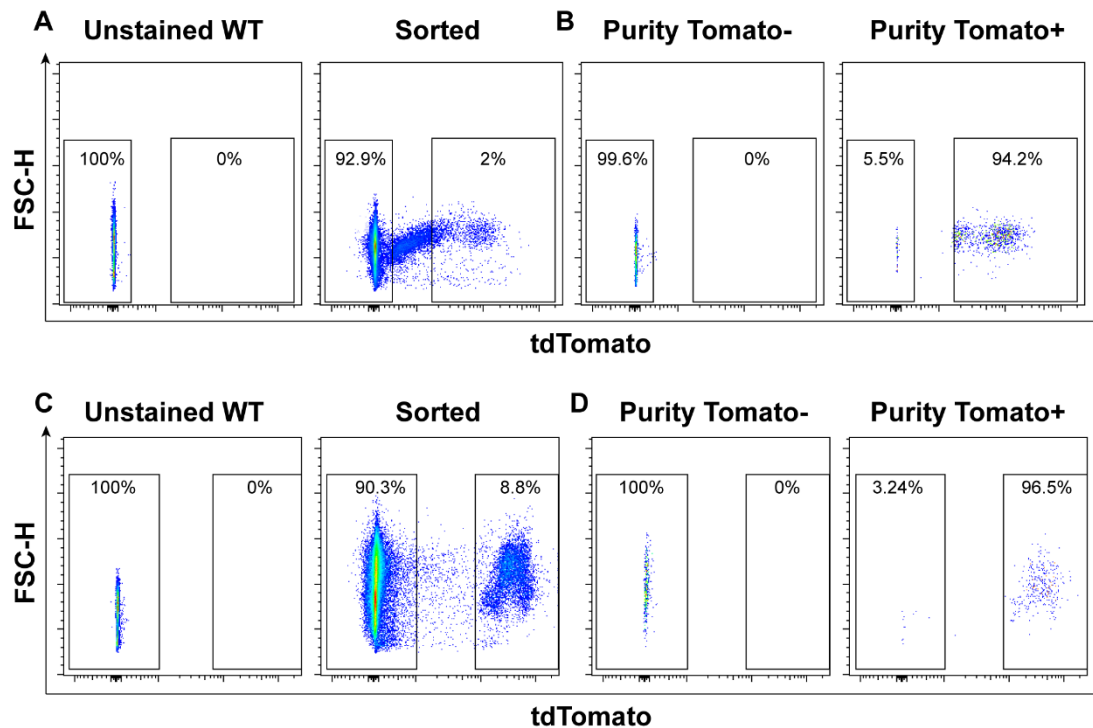 A
Unstained WT
Sorted
B
Purity Tomato-
Purity Tomato+
FSC-H
100%
0%
92.9%
2%
99.6%
0%
5.5%
94.2%
tdTomato
C
Unstained WT
Sorted
D
Purity Tomato-
Purity Tomato+
FSC-H
100%
0%
90.3%
8.8%
100%
0%
3.24%
96.5%
tdTomato